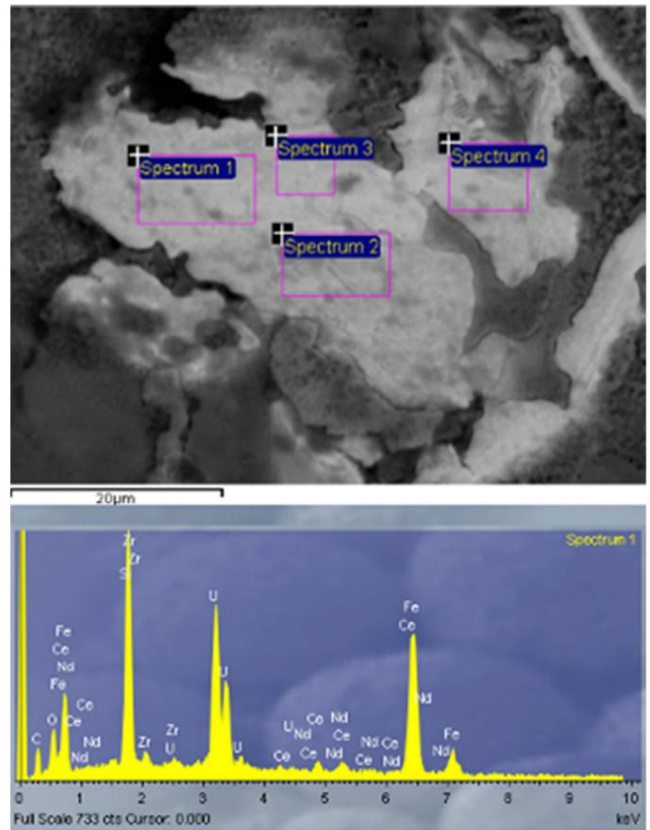 Spectrum 3
Spectrum 1
Spectrum 4
Spectrum 2
20µm
Spectrum 1
Zr
Zr
Si
U
Fe
Fe
Ce
Ce
Nd
U
Nd
Fe
Ce
O
Ce
Zr
U
Ce
Nd
Fe
C
Nd
Zr
U
Nd
Ce
Nd
Ce
Nd
Zr
U
U
Ce
Ce
Nd
Ce
Nd
Nd
0 1 2 3 4 5 6 7 8 9 10
Full Scale 733 cts Cursor: 0.000 keV